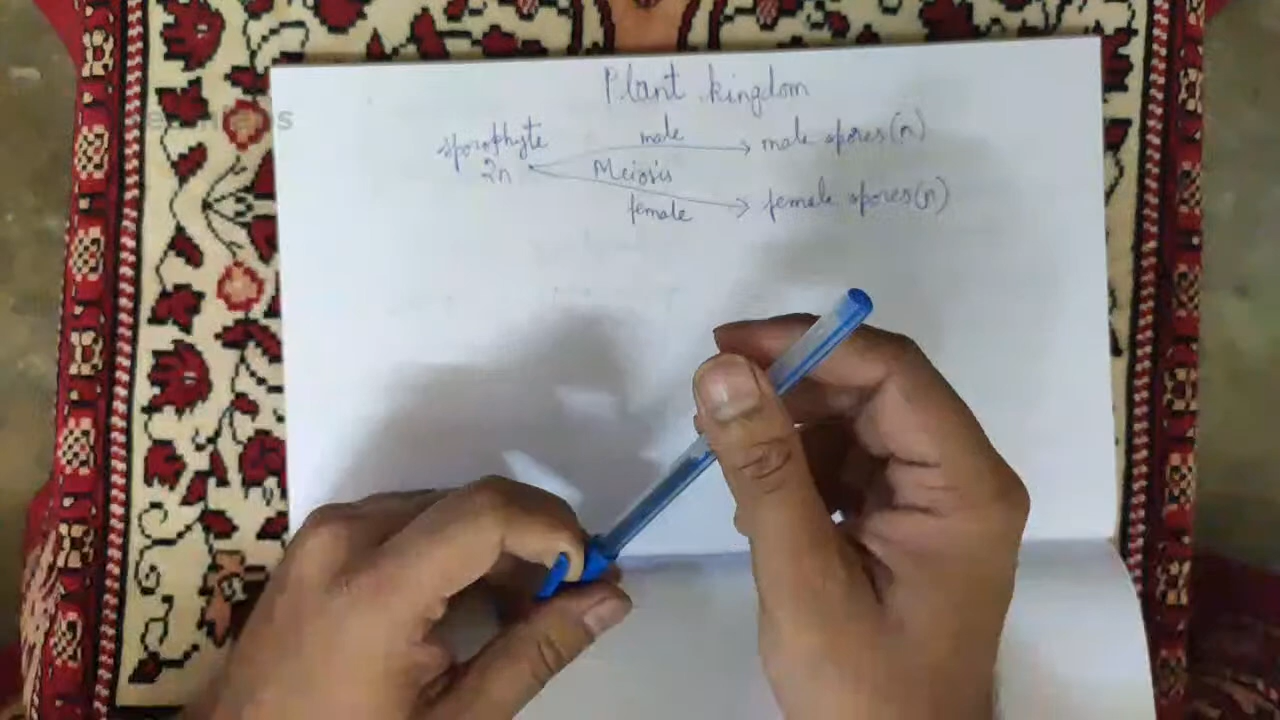 Plant kingdom
sporophyte male male spores(n)
2n Meiosis
female female spores(n)